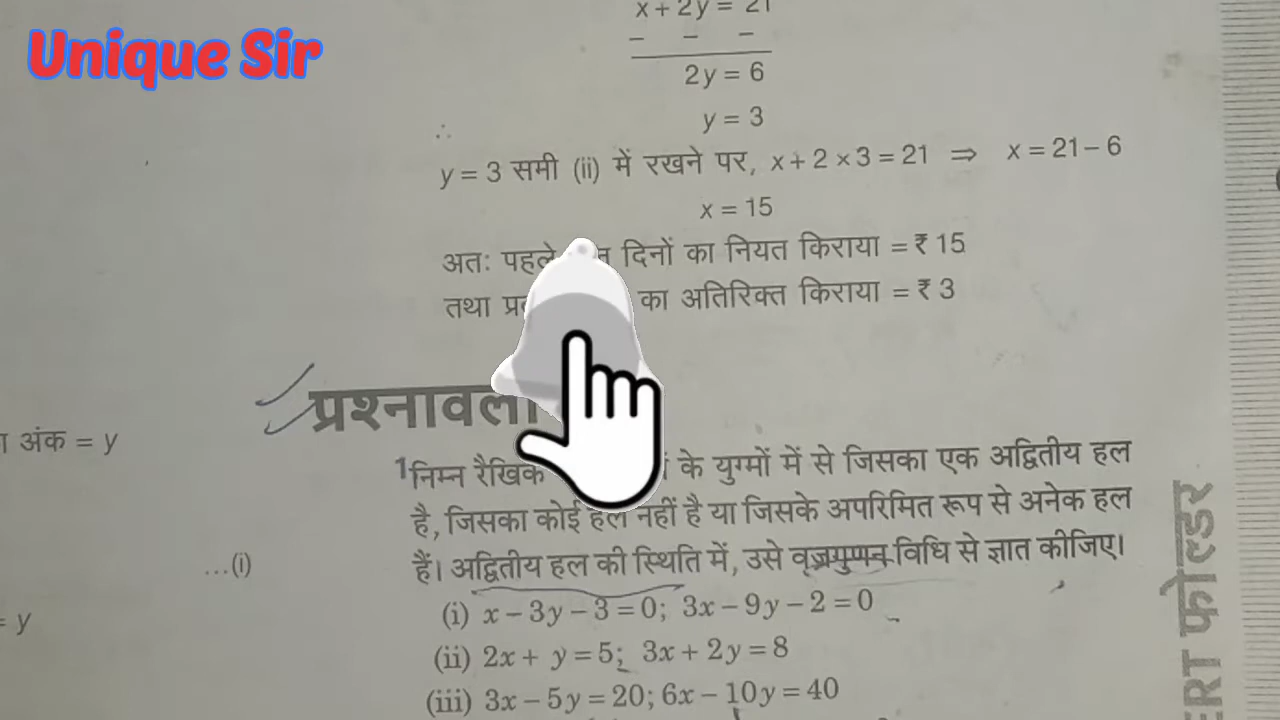 Unique Sir
x + 2y = 21
– – –
2y = 6
∴ y = 3
y = 3 समी (ii) में रखने पर, x + 2 × 3 = 21 ⇒ x = 21 – 6
x = 15
अतः पहले दिनों का नियत किराया = ₹ 15
तथा का अतिरिक्त किराया = ₹ 3
प्रश्नावली
अंक = y
1निम्न रैखिक के युग्मों में से जिसका एक अद्वितीय हल
है, जिसका कोई हल नहीं है या जिसके अपरिमित रूप से अनेक हल
हैं। अद्वितीय हल की स्थिति में, उसे वज्रगुणन विधि से ज्ञात कीजिए।
...(i)
(i) x – 3y – 3 = 0; 3x – 9y – 2 = 0
= y
(ii) 2x + y = 5; 3x + 2y = 8
(iii) 3x – 5y = 20; 6x – 10y = 40
ERT फोल्डर